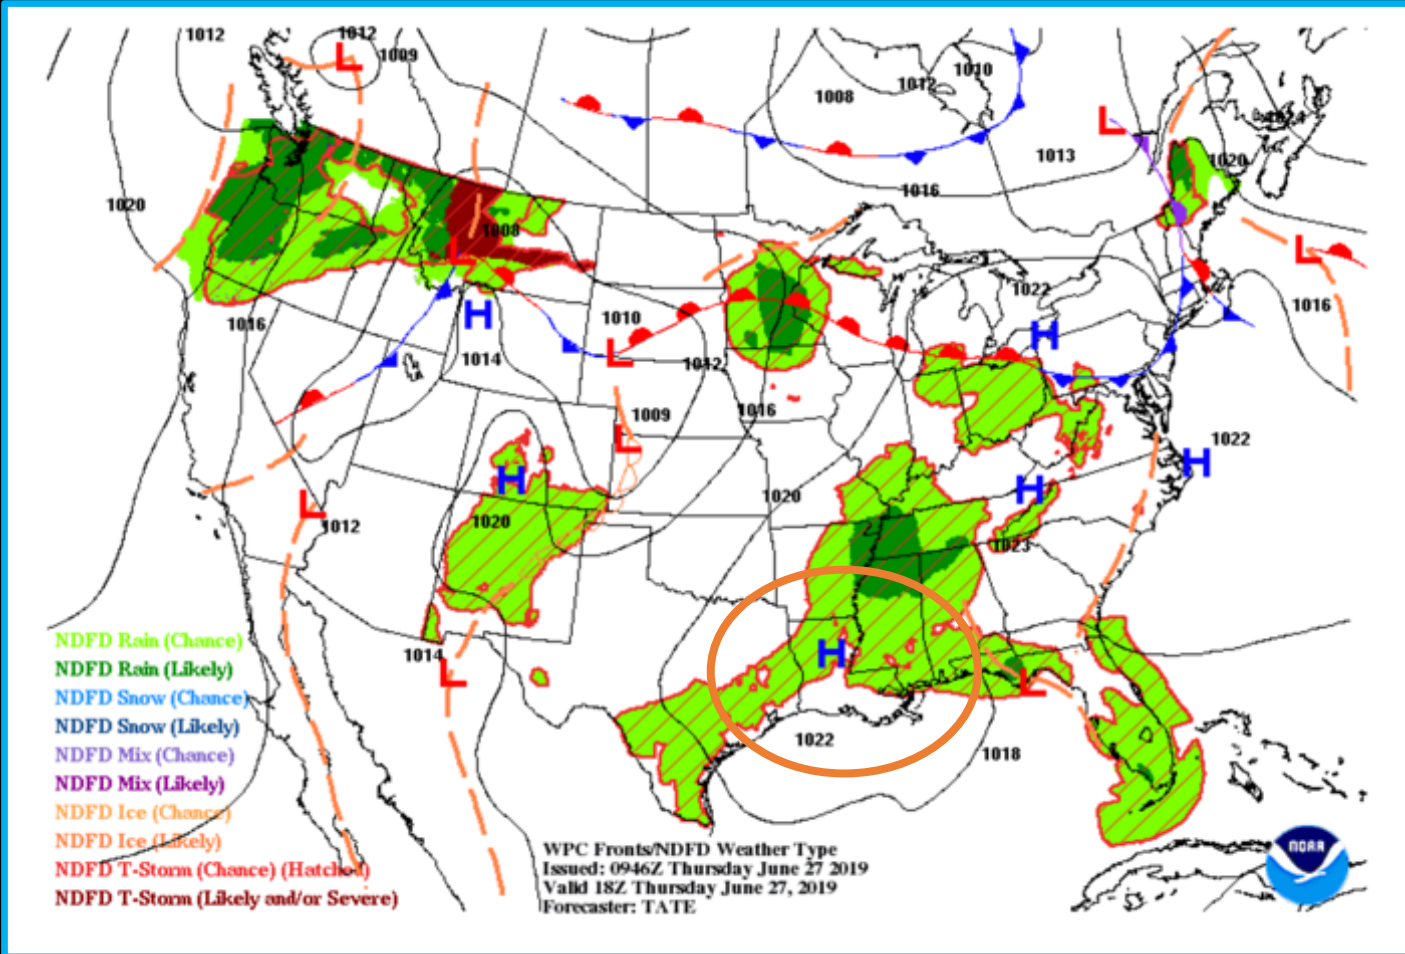 1012
1012
L
1009
1010
1012
1008
L
1024
1013
1020
1016
1020
1008
L
L
1022
1016
H
1010
1016
H
1014
L
1012
1009
1016
L
1022
H
H
H
1020
L
1020
1012
1023
H
1014
L
L
1022
1018
NDFD Rain (Chance)
NDFD Rain (Likely)
NDFD Snow (Chance)
NDFD Snow (Likely)
NDFD Mix (Chance)
NDFD Mix (Likely)
NDFD Ice (Chance)
NDFD Ice (Likely)
NDFD T-Storm (Chance) (Hatched)
NDFD T-Storm (Likely and/or Severe)
WPC Fronts/NDFD Weather Type
Issued: 0946Z Thursday June 27 2019
Valid 18Z Thursday June 27, 2019
Forecaster: TATE
NOAA